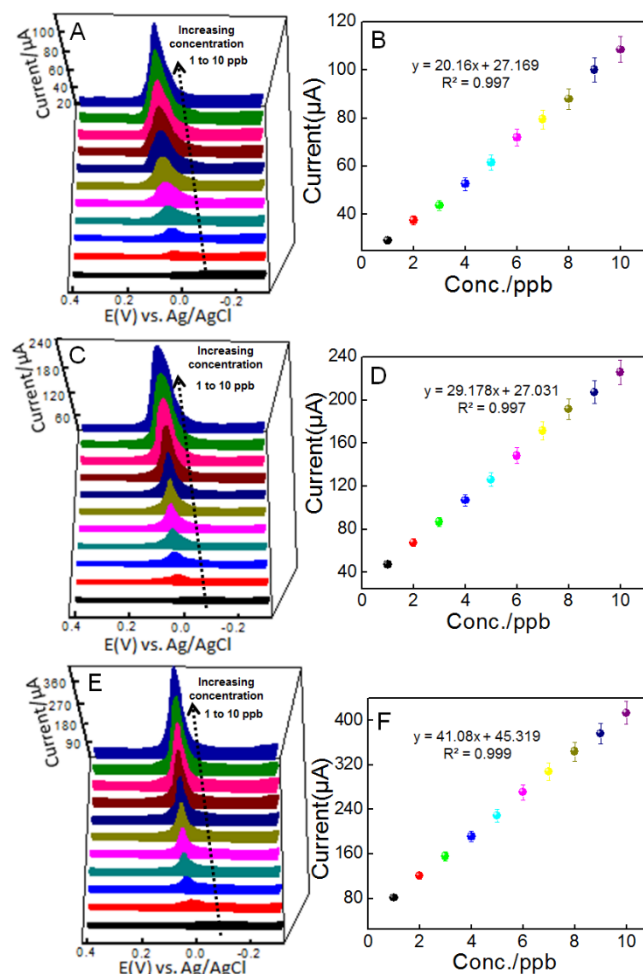 A
Increasing
concentration
1 to 10 ppb
Current/µA
100
80
60
40
20
0.4
0.2
0.0
-0.2
E(V) vs. Ag/AgCl
B
y = 20.16x + 27.169
R² = 0.997
Current(µA)
120
100
80
60
40
0 2 4 6 8 10
Conc./ppb
C
Increasing
concentration
1 to 10 ppb
Current/µA
240
180
120
60
0.4
0.2
0.0
-0.2
E(V) vs. Ag/AgCl
D
y = 29.178x + 27.031
R² = 0.997
Current(µA)
240
200
160
120
80
40
0 2 4 6 8 10
Conc./ppb
E
Increasing
concentration
1 to 10 ppb
Current/µA
360
270
180
90
0.4
0.2
0.0
-0.2
E(V) vs. Ag/AgCl
F
y = 41.08x + 45.319
R² = 0.999
Current(µA)
400
320
240
160
80
0 2 4 6 8 10
Conc./ppb